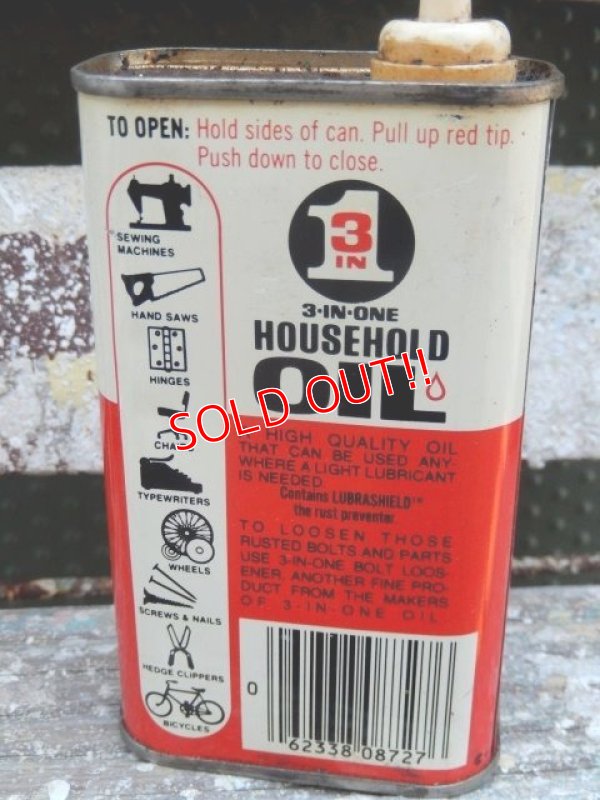 TO OPEN: Hold sides of can. Pull up red tip.
Push down to close.
SEWING
MACHINES
HAND SAWS
HINGES
TYPEWRITERS
WHEELS
SCREWS & NAILS
HEDGE CLIPPERS
BICYCLES
1
3
IN
3-IN-ONE
HOUSEHOLD
OIL
SOLD OUT!!
A HIGH QUALITY OIL
THAT CAN BE USED ANY-
WHERE A LIGHT LUBRICANT
IS NEEDED.
Contains LUBRASHIELD™
the rust preventer
TO LOOSEN THOSE
RUSTED BOLTS AND PARTS
USE 3-IN-ONE BOLT LOOS-
ENER, ANOTHER FINE PRO-
DUCT FROM THE MAKERS
OF 3-IN-ONE OIL.
0
62338 08727